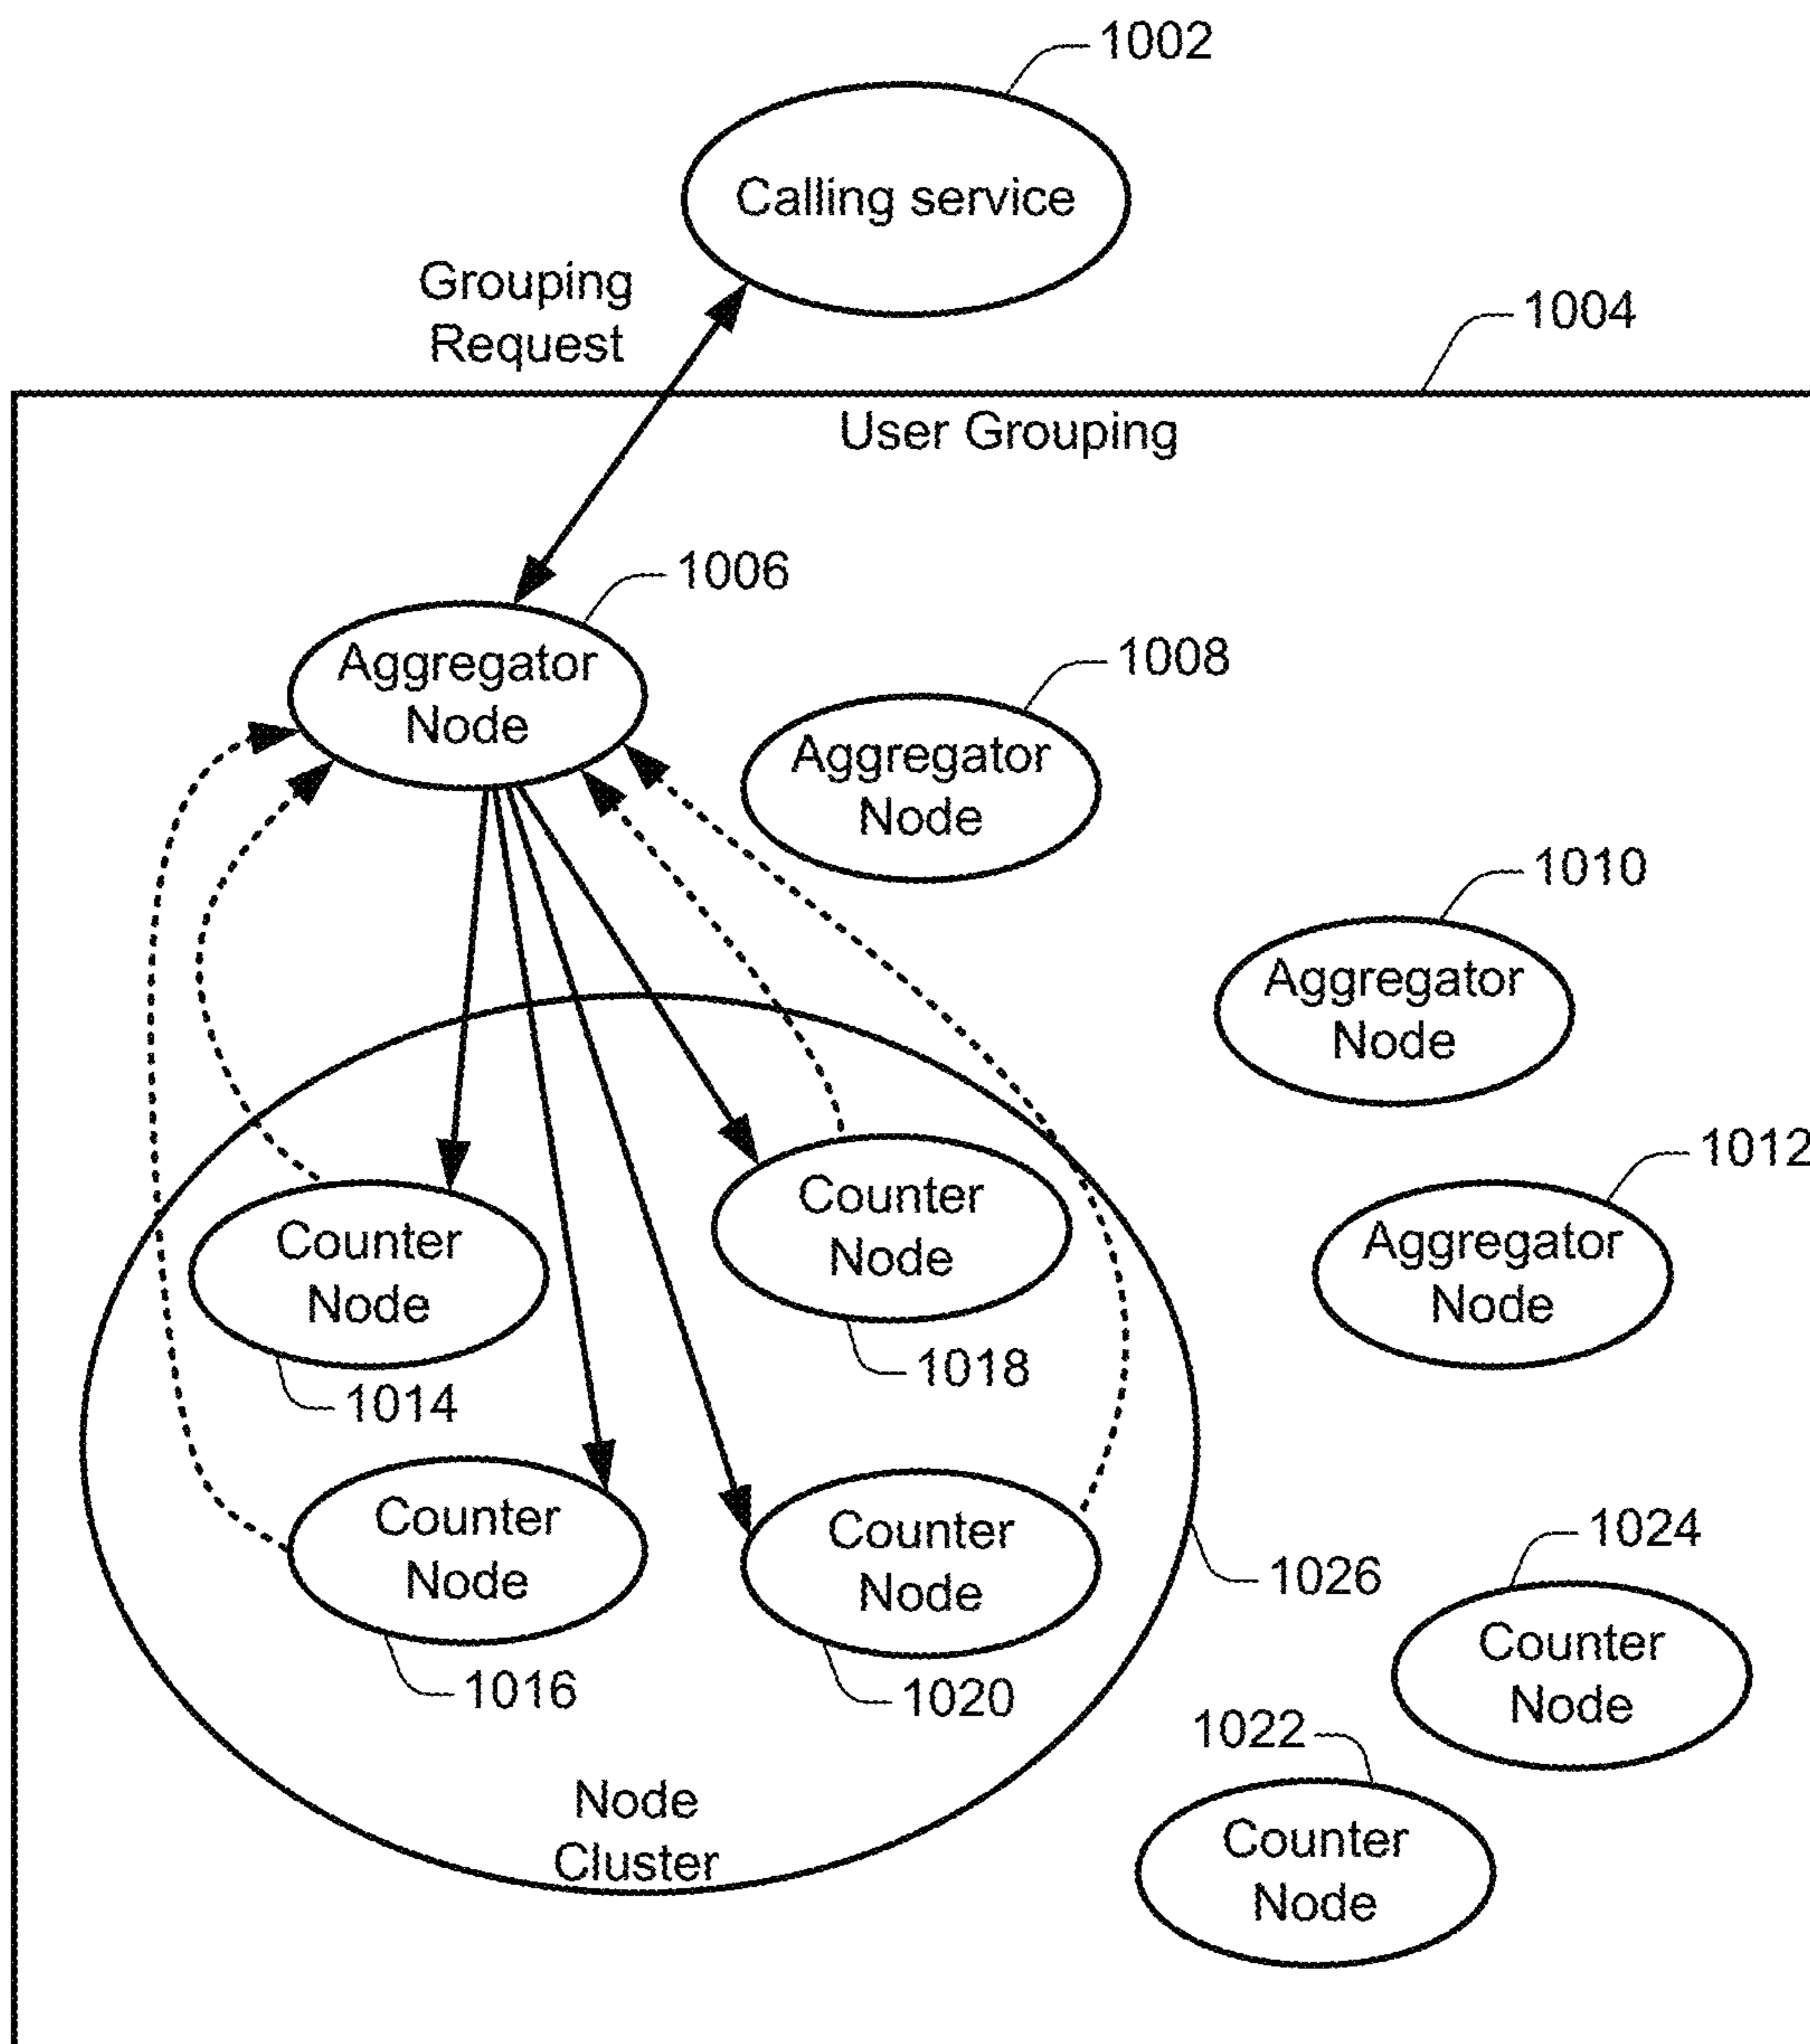 1002
Calling service
Grouping
Request
1004
User Grouping
1006
Aggregator
Node
1008
Aggregator
Node
1010
Aggregator
Node
1012
Aggregator
Node
Counter
Node
1014
Counter
Node
1018
Counter
Node
1016
Counter
Node
1020
1026
1024
Counter
Node
1022
Counter
Node
Node
Cluster